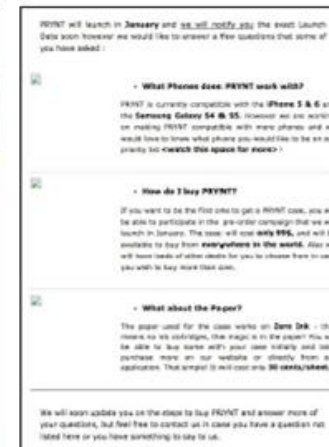 PRYNT will launch in January and we will notify you the exact Launch
Date soon however we would like to answer a few questions that some of
you have asked :
- What Phones does PRYNT work with?
PRYNT is currently compatible with the iPhone 5 & 6 an
the Samsung Galaxy S4 & S5. However we are workin
on making PRYNT compatible with more phones and
would love to know what phone you would like to be on
priority list <watch this space for more> !
- How do I buy PRYNT?
If you want to be the first one to get a PRYNT case, you wi
be able to participate in the pre-order campaign that we w
launch in January. The case will cost only 99$, and will b
available to buy from everywhere in the world. Also
will have loads of other deals for you to choose from in cas
you wish to buy more than one.
- What about the Paper?
The paper used for the case works on Zero Ink - th
means no ink cartridges, the magic is in the paper! You w
be able to buy some with your case initially and
purchase more on our website or directly from
application. That simple! It will cost only 30 cents/sheet.
We will soon update you on the steps to buy PRYNT and answer more of
your questions, but feel free to contact us in case you have a question not
listed here or you have something to say to us.